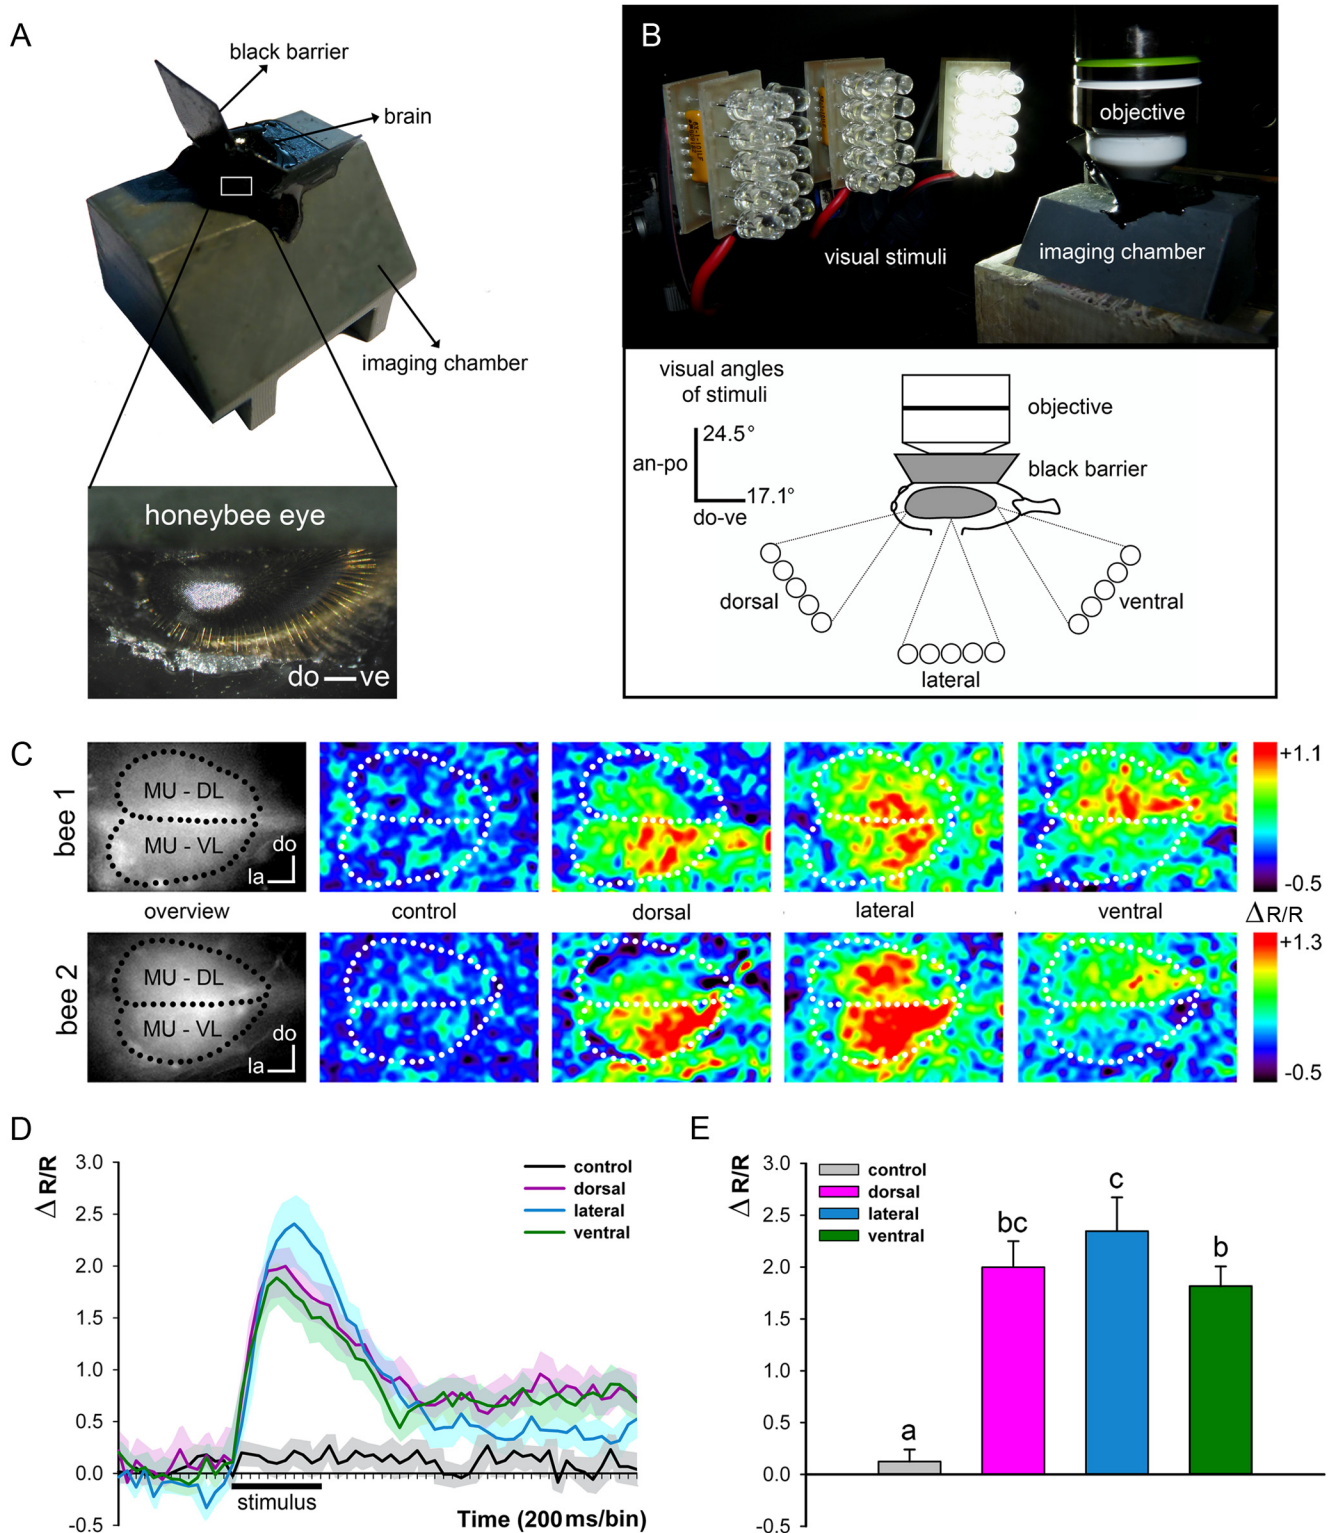 A
black barrier
brain
imaging chamber
honeybee eye
do — ve
B
objective
visual stimuli
imaging chamber
visual angles
of stimuli
24.5°
an-po
17.1°
do-ve
objective
black barrier
dorsal
ventral
lateral
C
bee 1
MU - DL
MU - VL
do
la
+1.1
-0.5
overview
control
dorsal
lateral
ventral
Δ R/R
bee 2
MU - DL
MU - VL
do
la
+1.3
-0.5
D
Δ R/R
3.0
2.5
2.0
1.5
1.0
0.5
0.0
-0.5
control
dorsal
lateral
ventral
stimulus
Time (200 ms/bin)
E
Δ R/R
3.0
2.5
2.0
1.5
1.0
0.5
0.0
-0.5
control
dorsal
lateral
ventral
a
bc
c
b